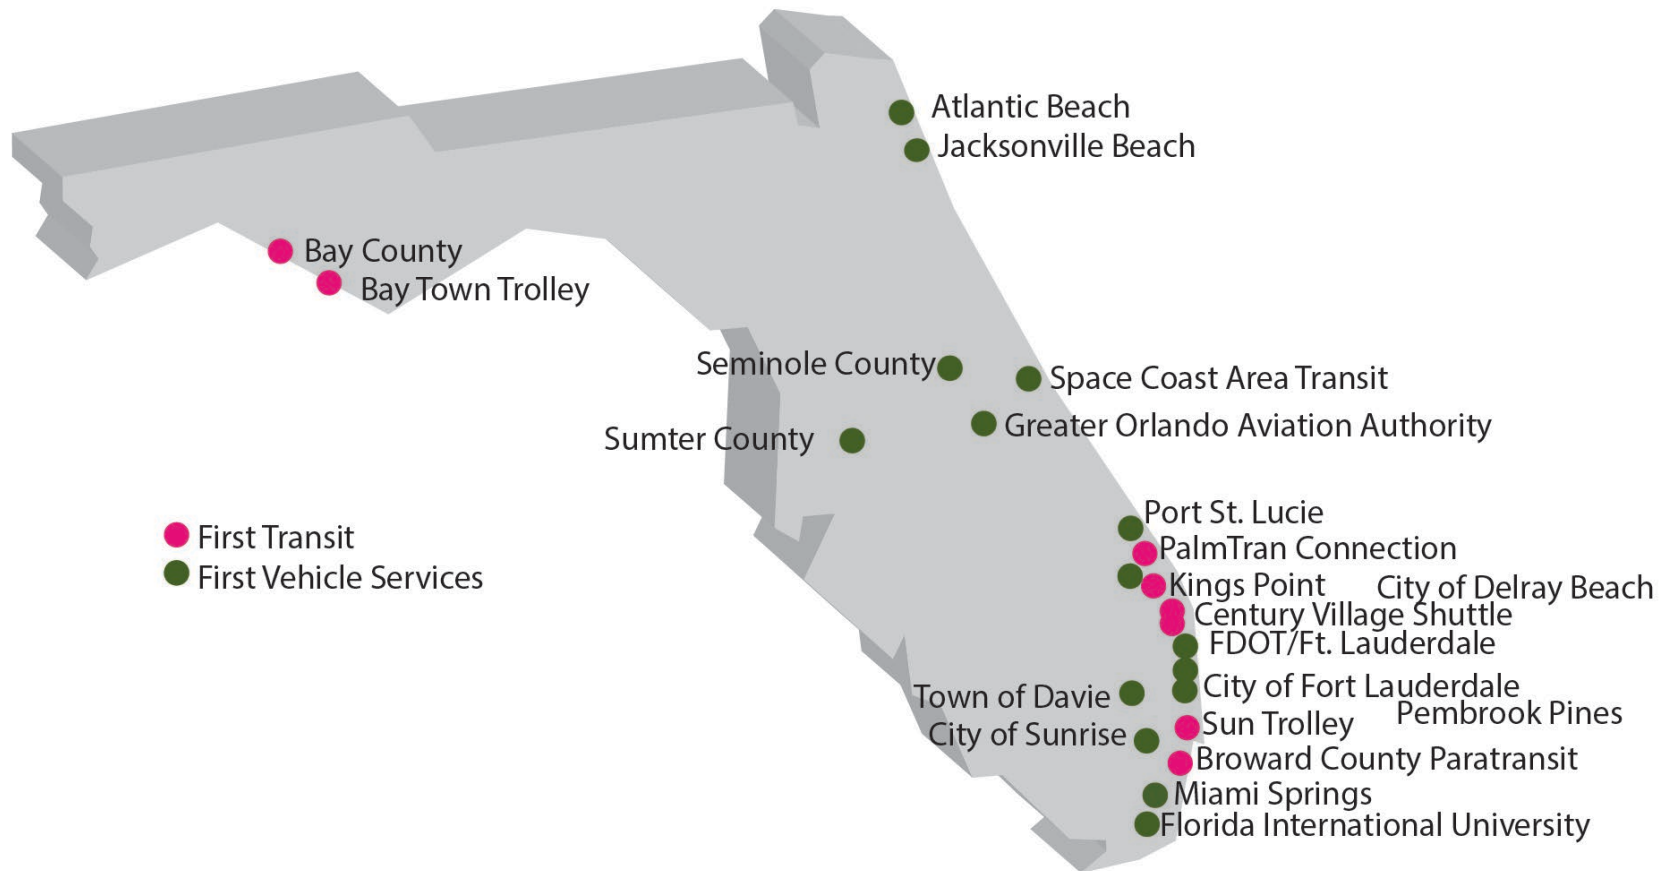 Atlantic Beach
Jacksonville Beach
Bay County
Bay Town Trolley
Seminole County
Space Coast Area Transit
Greater Orlando Aviation Authority
Sumter County
Port St. Lucie
First Transit
PalmTran Connection
First Vehicle Services
Kings Point
City of Delray Beach
Century Village Shuttle
FDOT/Ft. Lauderdale
Town of Davie
City of Fort Lauderdale
Pembrook Pines
Sun Trolley
City of Sunrise
Broward County Paratransit
Miami Springs
Florida International University